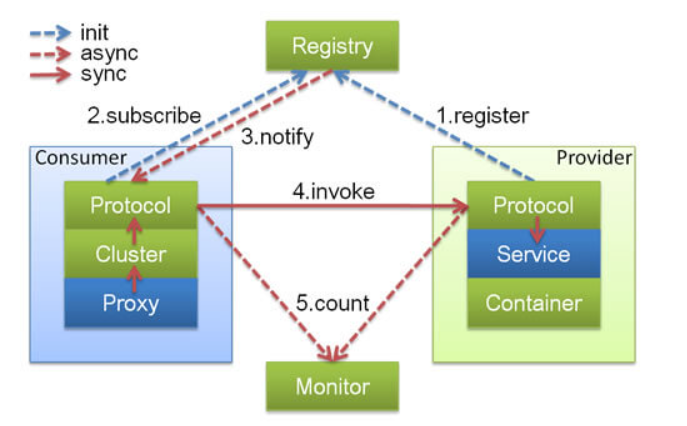 init
async
sync
Registry
2.subscribe
1.register
3.notify
Consumer
Provider
Protocol
4.invoke
Protocol
Cluster
Service
Proxy
5.count
Container
Monitor